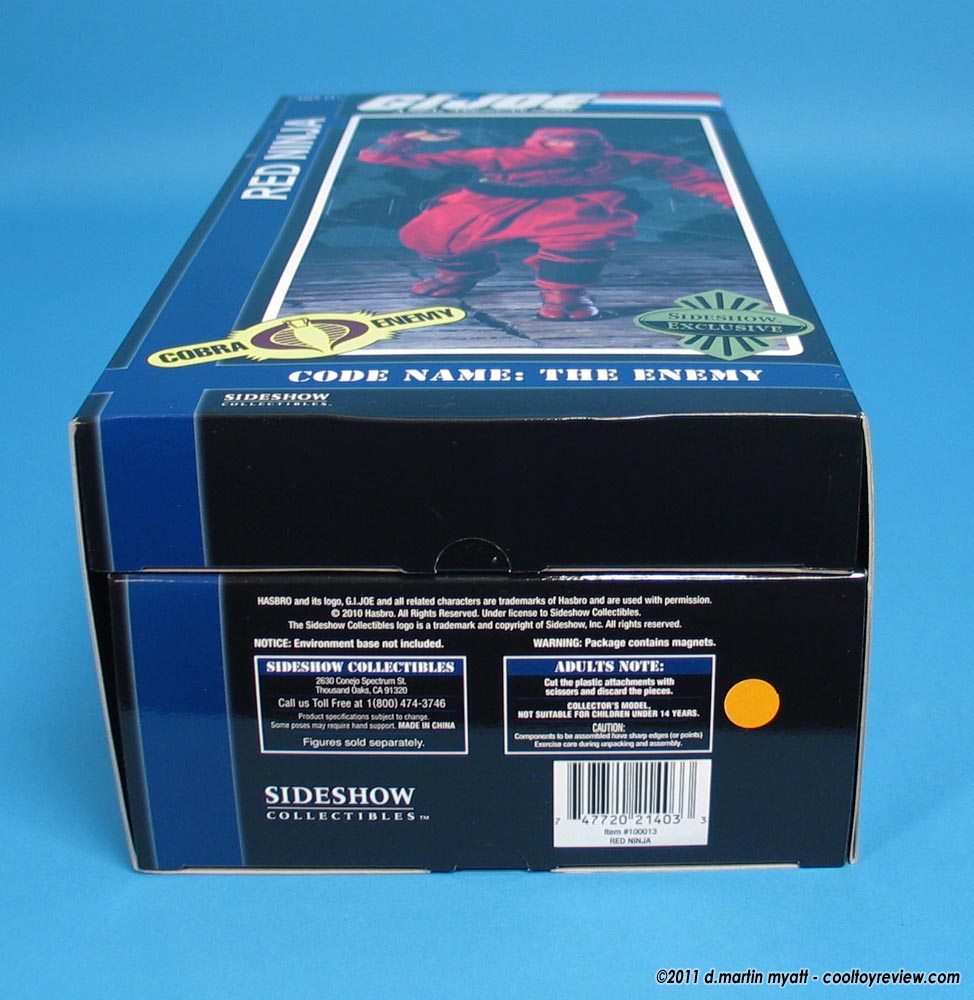 G.I.JOE
RED NINJA
COBRA ENEMY
SIDESHOW
EXCLUSIVE
CODE NAME: THE ENEMY
SIDESHOW
COLLECTIBLES
HASBRO and its logo, G.I.JOE and all related characters are trademarks of Hasbro and are used with permission.
© 2010 Hasbro. All Rights Reserved. Under license to Sideshow Collectibles.
The Sideshow Collectibles logo is a trademark and copyright of Sideshow, Inc. All rights reserved.
NOTICE: Environment base not included.
SIDESHOW COLLECTIBLES
2630 Conejo Spectrum St.
Thousand Oaks, CA 91320
Call us Toll Free at 1(800) 474-3746
Product specifications subject to change.
Some poses may require hand support. MADE IN CHINA
Figures sold separately.
WARNING: Package contains magnets.
ADULTS NOTE:
Cut the plastic attachments with
scissors and discard the pieces.
COLLECTOR'S MODEL,
NOT SUITABLE FOR CHILDREN UNDER 14 YEARS.
CAUTION:
Components to be assembled have sharp edges (or points)
Exercise care during unpacking and assembly.
SIDESHOW
COLLECTIBLES™
7 47720 21403 3
Item #100013
RED NINJA
©2011 d.martin myatt - cooltoyreview.com